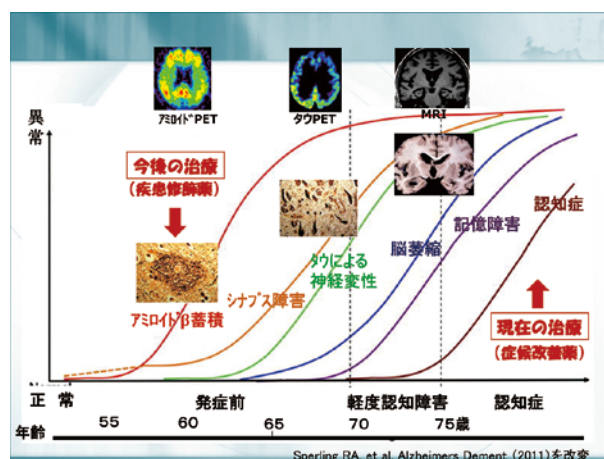 アミロイドPET
タウPET
MRI
異常
今後の治療
(疾患修飾薬)
認知症
記憶障害
タウによる
神経変性
脳萎縮
シナプス障害
アミロイドβ蓄積
現在の治療
(症候改善薬)
正常
発症前
軽度認知障害
認知症
55
60
65
70
75歳
年齢
Sperling RA, et al. Alzheimers Dement (2011)を改変